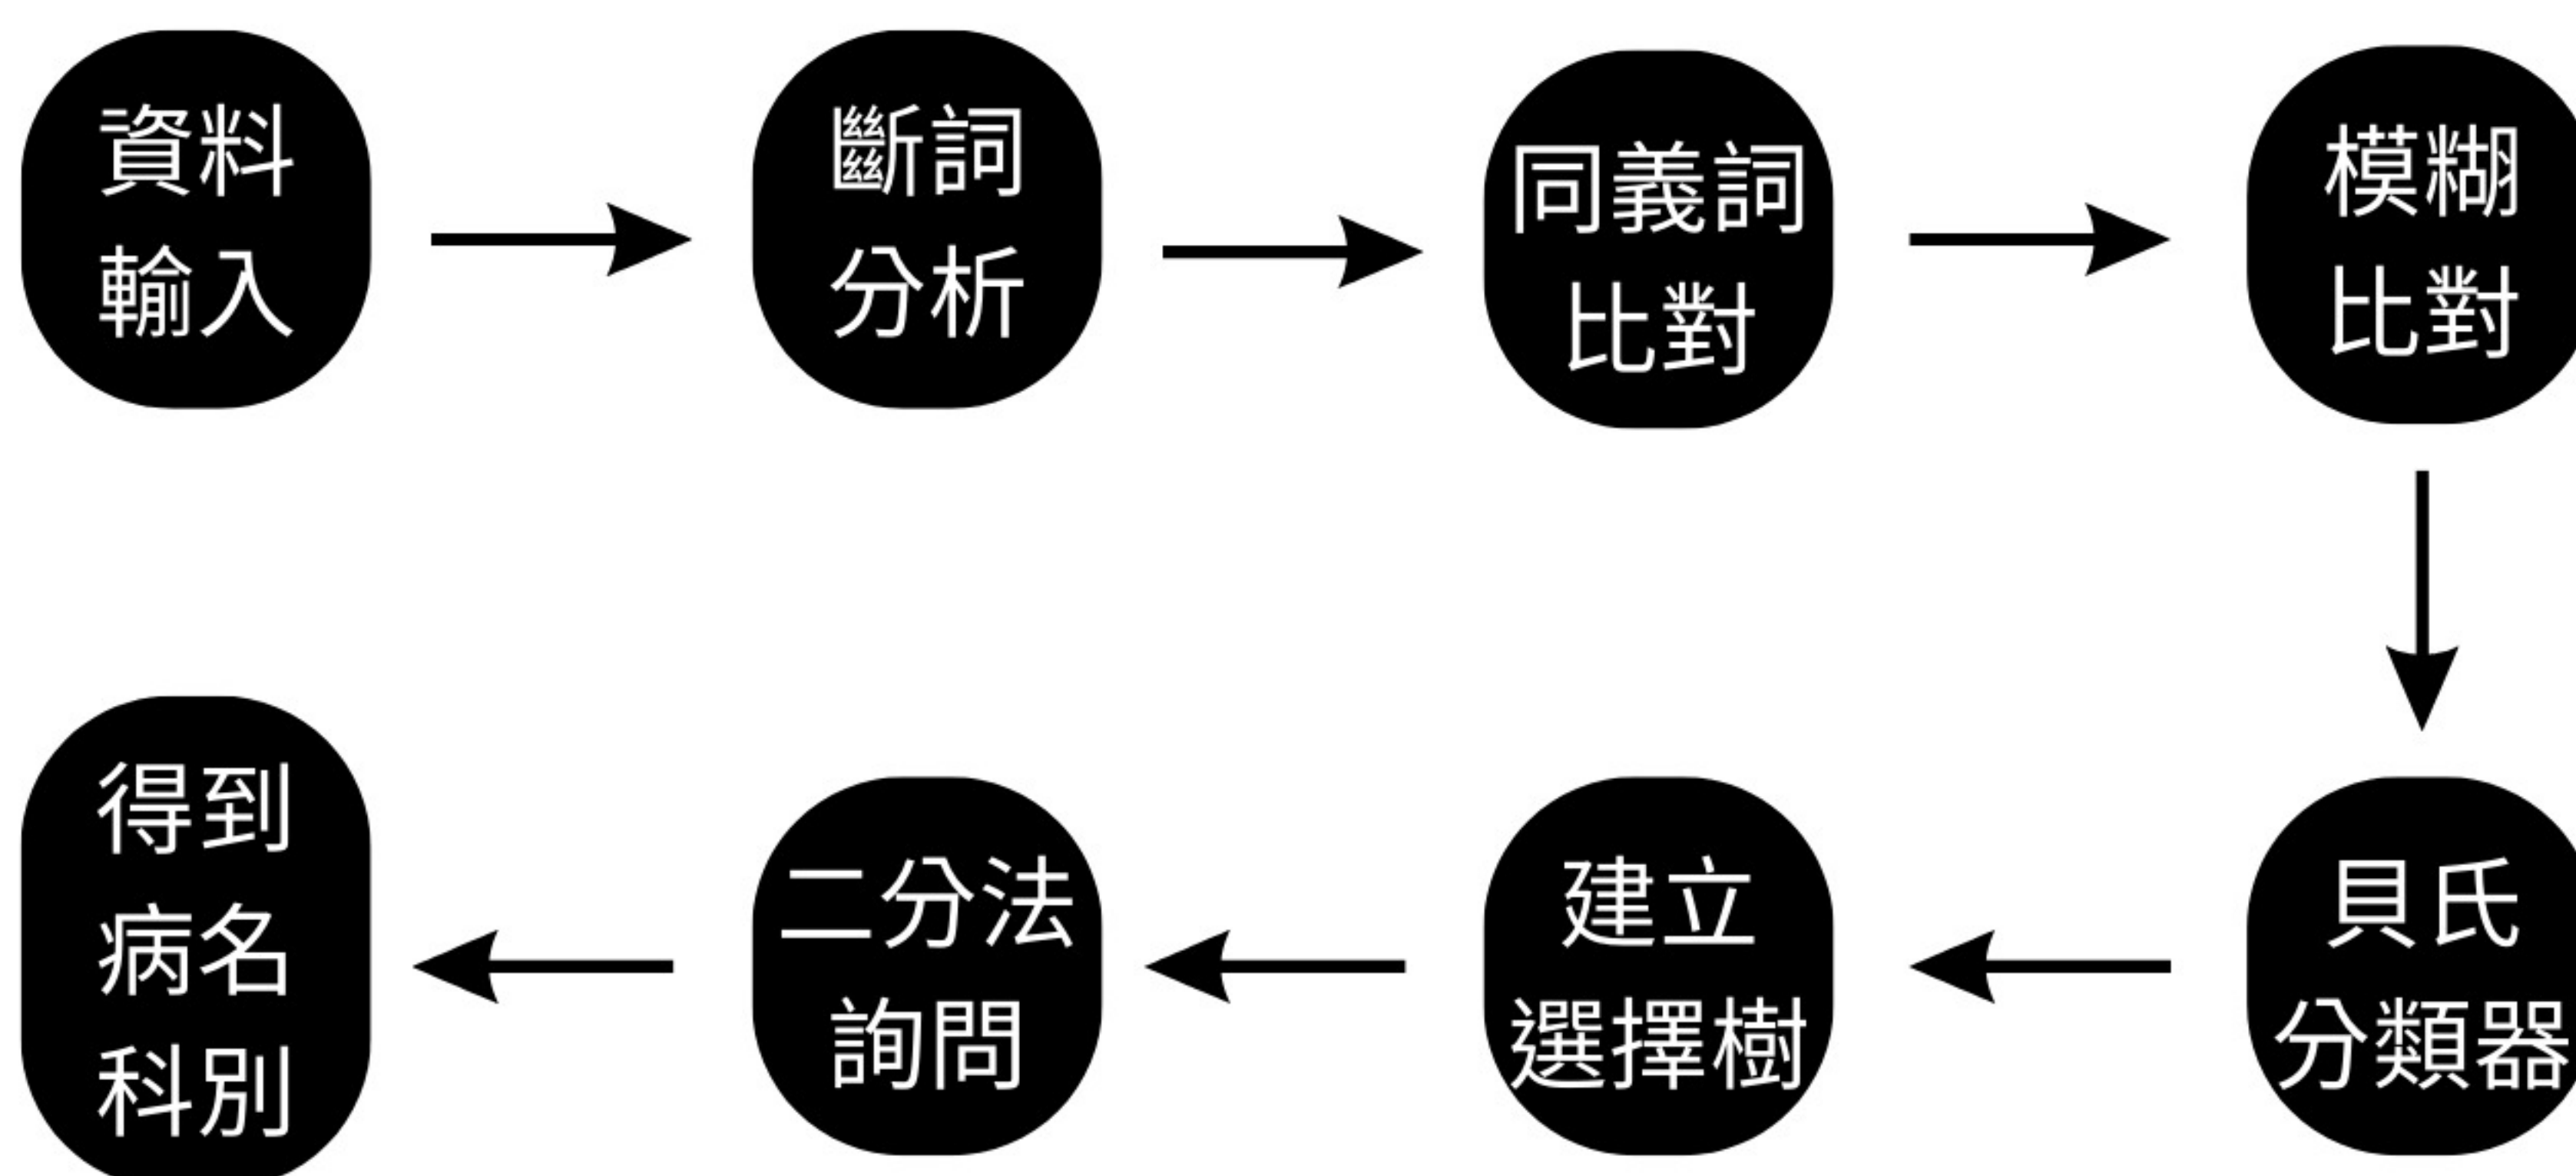 資料
輸入
斷詞
分析
同義詞
比對
模糊
比對
貝氏
分類器
建立
選擇樹
二分法
詢問
得到
病名
科別